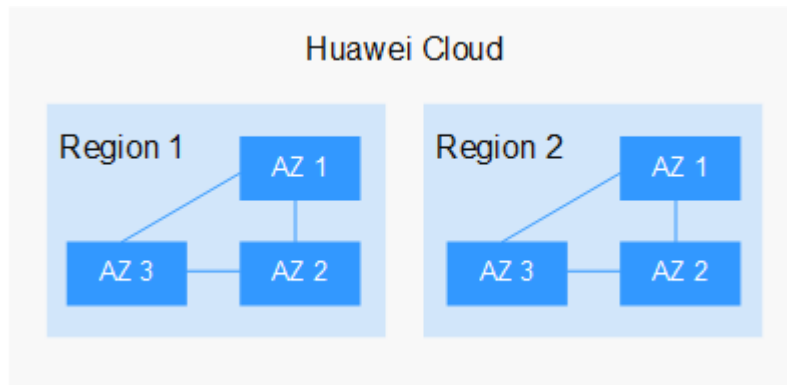 Huawei Cloud
Region 1
AZ 1
AZ 3
AZ 2
Region 2
AZ 1
AZ 3
AZ 2